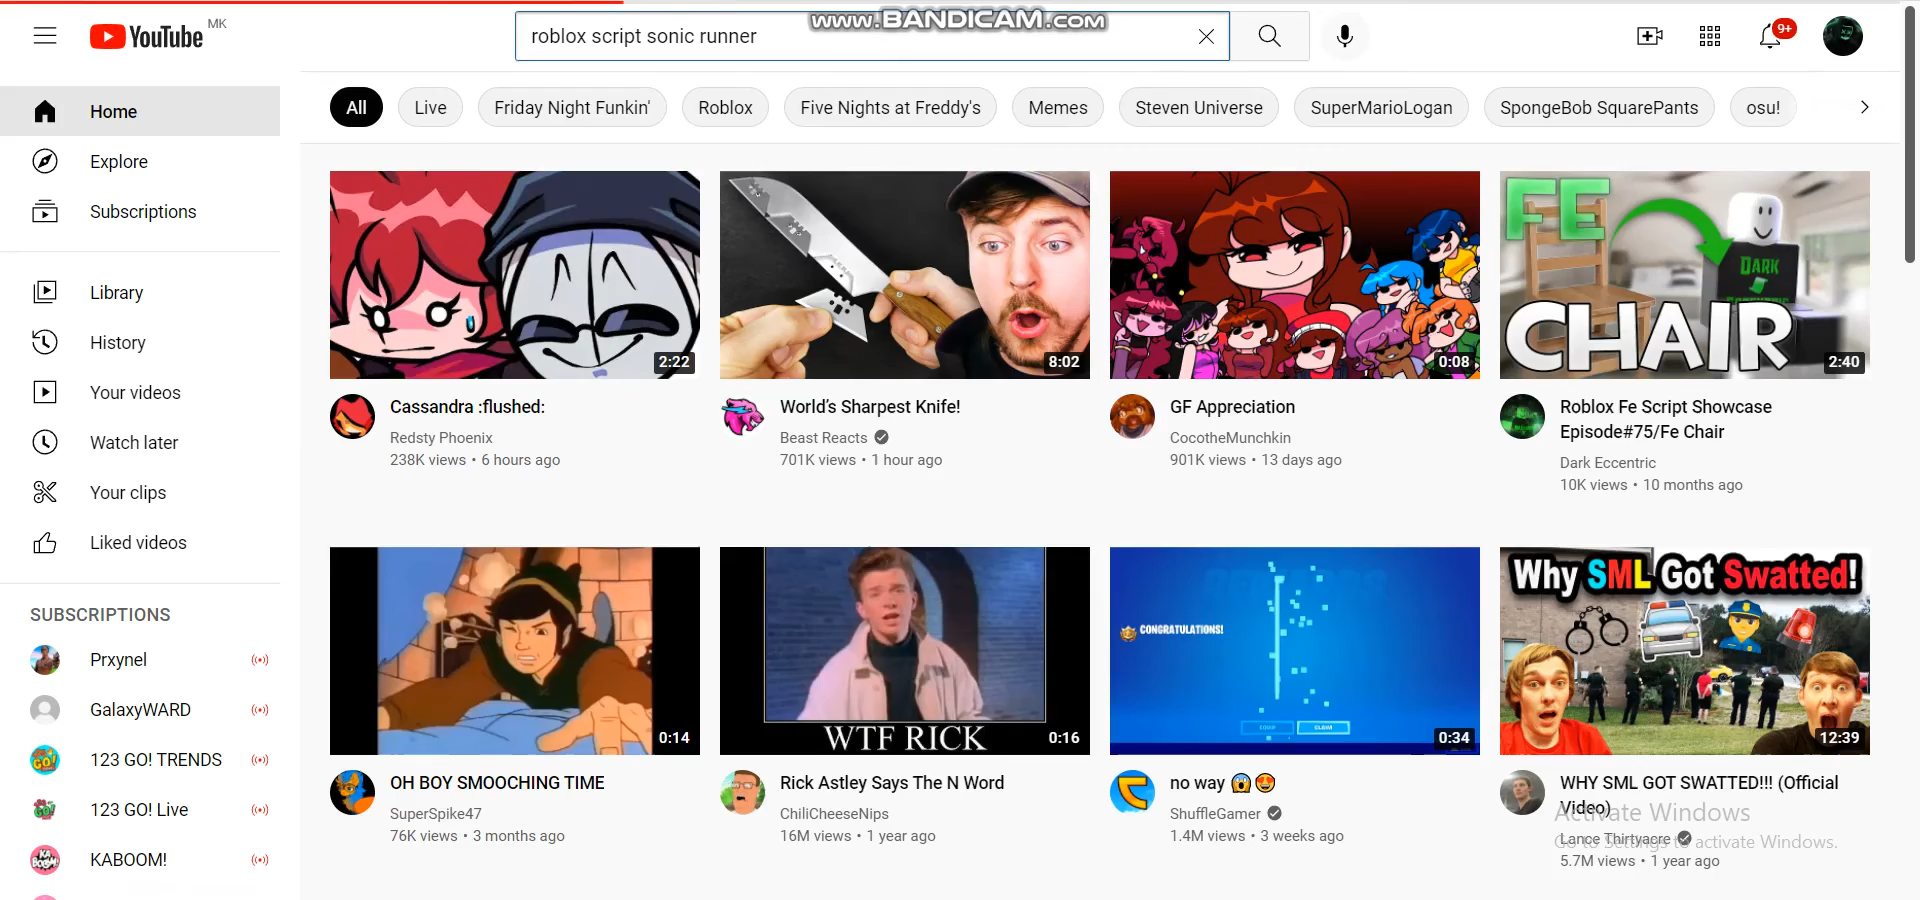 YouTube MK
roblox script sonic runner
www.BANDICAM.com
9+
All
Live
Friday Night Funkin'
Roblox
Five Nights at Freddy's
Memes
Steven Universe
SuperMarioLogan
SpongeBob SquarePants
osu!
Home
Explore
Subscriptions
Library
History
Your videos
Watch later
Your clips
Liked videos
SUBSCRIPTIONS
Prxynel
GalaxyWARD
123 GO! TRENDS
123 GO! Live
KABOOM!
2:22
Cassandra :flushed:
Redsty Phoenix
238K views • 6 hours ago
8:02
World’s Sharpest Knife!
Beast Reacts
701K views • 1 hour ago
0:08
GF Appreciation
CocotheMunchkin
901K views • 13 days ago
FE
DARK
CHAIR
2:40
Roblox Fe Script Showcase
Episode#75/Fe Chair
Dark Eccentric
10K views • 10 months ago
0:14
OH BOY SMOOCHING TIME
SuperSpike47
76K views • 3 months ago
WTF RICK
0:16
Rick Astley Says The N Word
ChiliCheeseNips
16M views • 1 year ago
CONGRATULATIONS!
CLAIM
0:34
no way 😱😍
ShuffleGamer
1.4M views • 3 weeks ago
Why SML Got Swatted!
12:39
WHY SML GOT SWATTED!!! (Official
Video)
Lance Thirtyacre
5.7M views • 1 year ago
Activate Windows
Go to Settings to activate Windows.